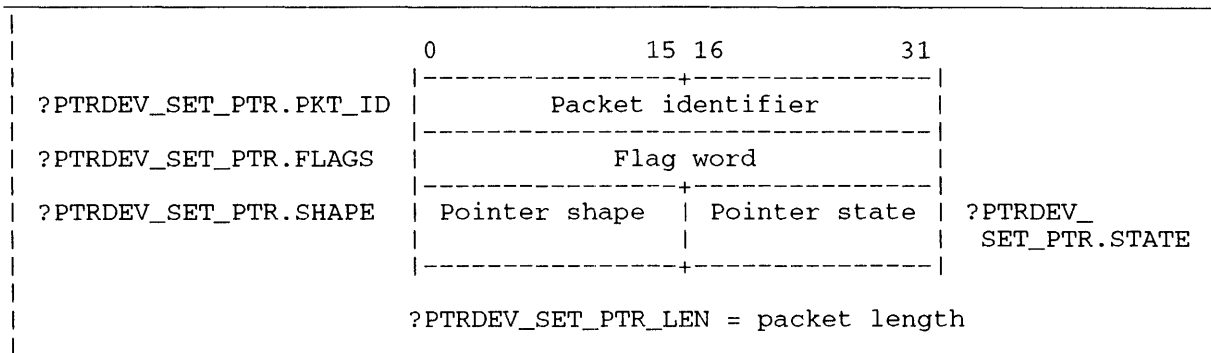 0 15 16 31
?PTRDEV_SET_PTR.PKT_ID | Packet identifier |
?PTRDEV_SET_PTR.FLAGS | Flag word |
?PTRDEV_SET_PTR.SHAPE | Pointer shape | Pointer state | ?PTRDEV_
SET_PTR.STATE
?PTRDEV_SET_PTR_LEN = packet length